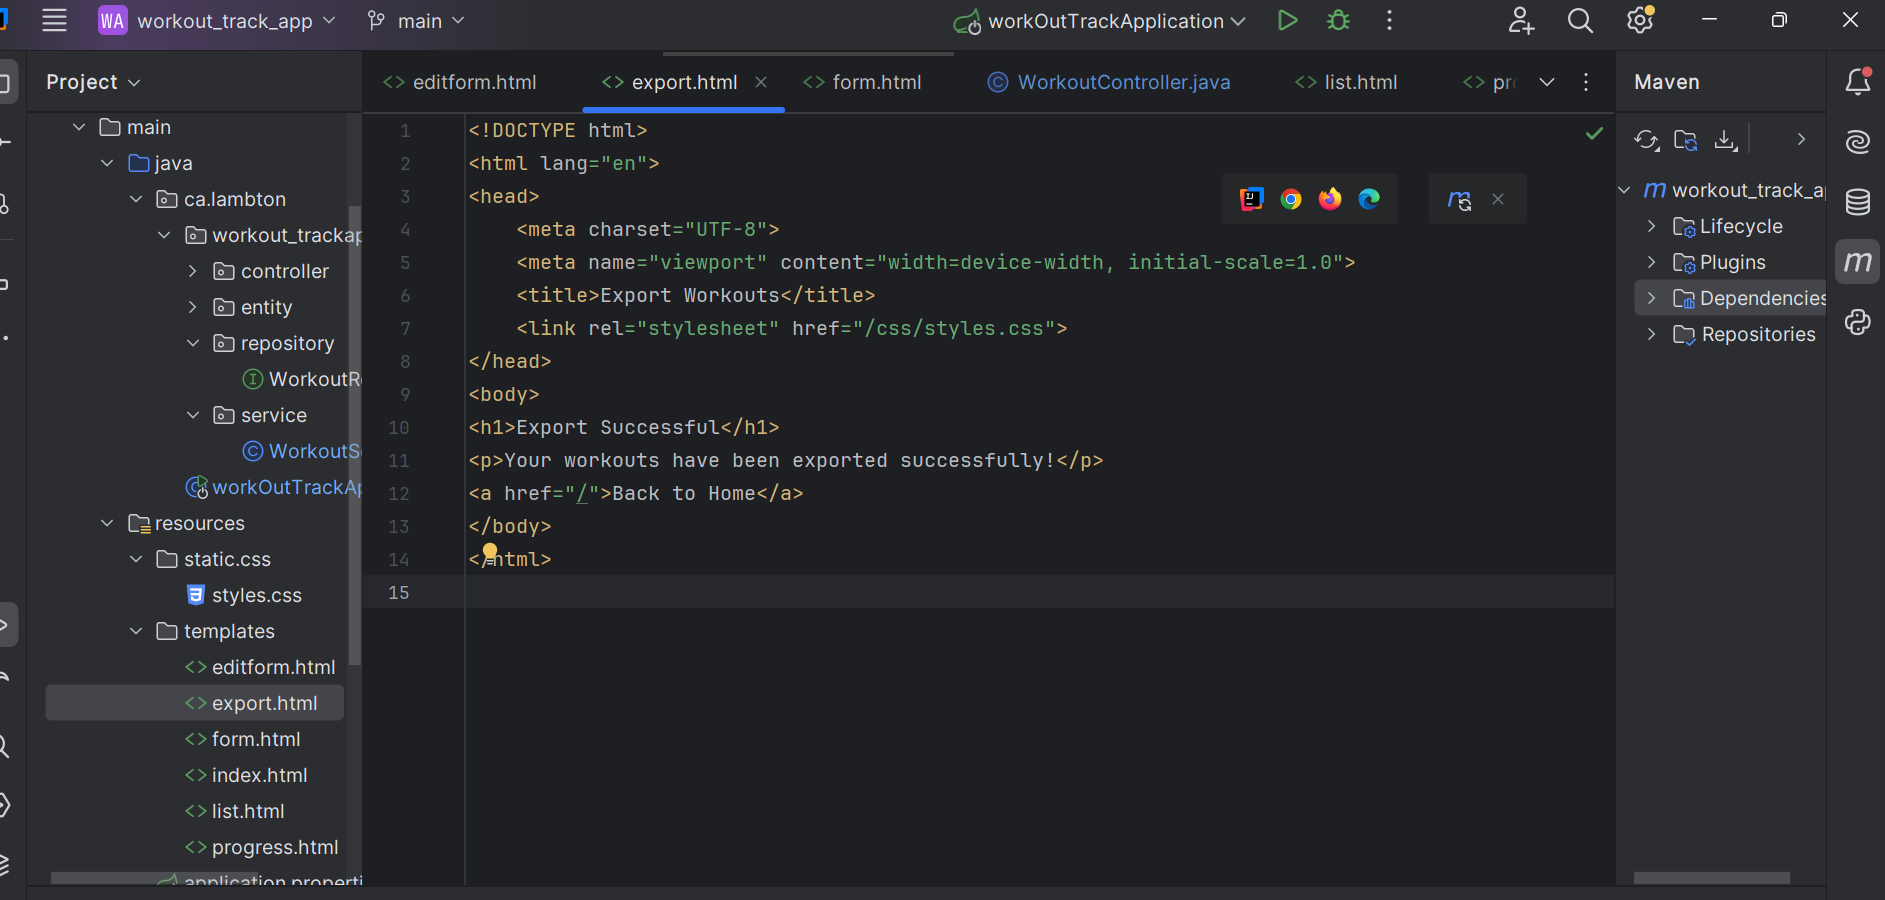 WA workout_track_app main workOutTrackApplication
Project
editform.html export.html form.html WorkoutController.java list.html
Maven
main
java
ca.lambton
workout_trackap
controller
entity
repository
WorkoutRe
service
WorkoutSe
workOutTrackAp
resources
static.css
styles.css
templates
editform.html
export.html
form.html
index.html
list.html
progress.html
application.properti
1 <!DOCTYPE html>
2 <html lang="en">
3 <head>
4 <meta charset="UTF-8">
5 <meta name="viewport" content="width=device-width, initial-scale=1.0">
6 <title>Export Workouts</title>
7 <link rel="stylesheet" href="/css/styles.css">
8 </head>
9 <body>
10 <h1>Export Successful</h1>
11 <p>Your workouts have been exported successfully!</p>
12 <a href="/">Back to Home</a>
13 </body>
14 </html>
15
workout_track_ap
Lifecycle
Plugins
Dependencies
Repositories